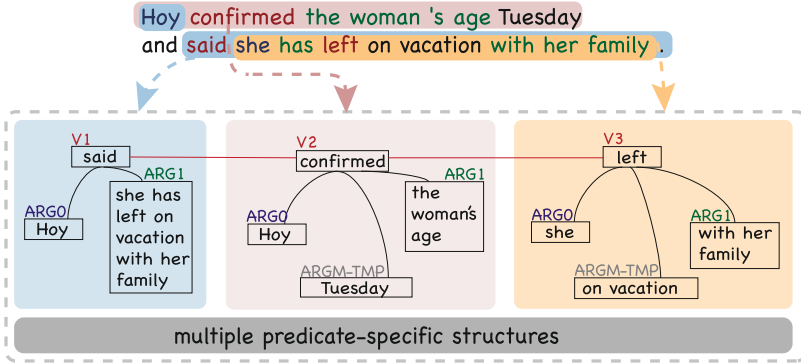 Hoy confirmed the woman 's age Tuesday
and said she has left on vacation with her family .
V1
said
ARG0
Hoy
ARG1
she has
left on
vacation
with her
family
V2
confirmed
ARG0
Hoy
ARGM-TMP
Tuesday
ARG1
the
woman's
age
V3
left
ARG0
she
ARGM-TMP
on vacation
ARG1
with her
family
multiple predicate-specific structures